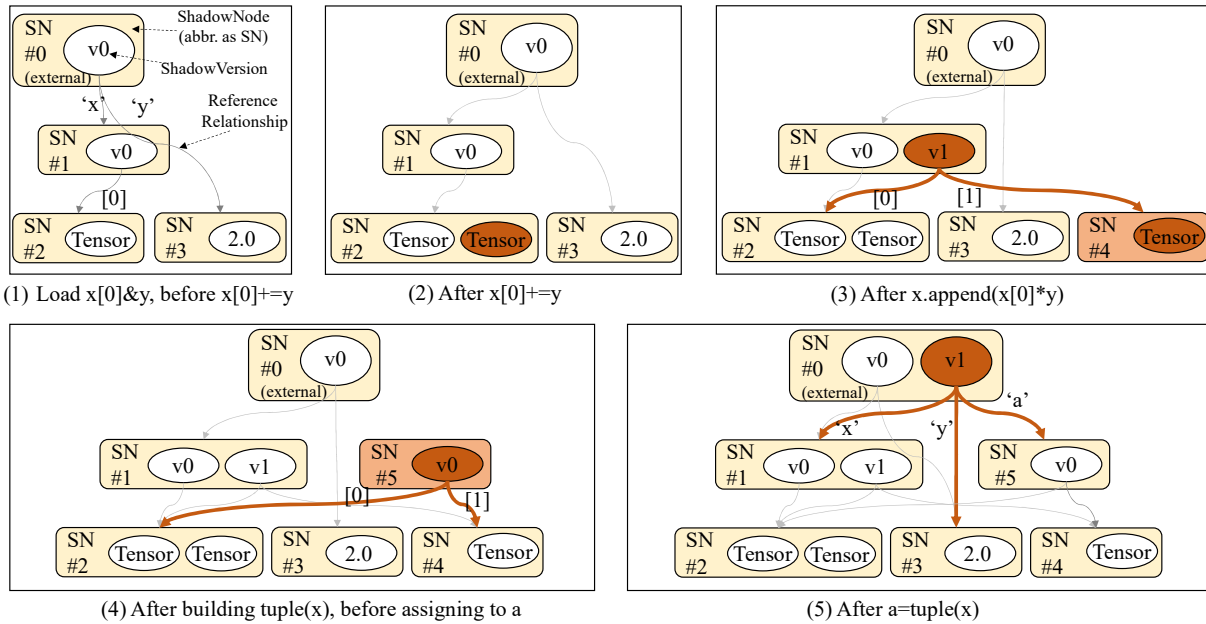 SN
#0
(external)
v0
ShadowNode
(abbr. as SN)
ShadowVersion
‘x’
‘y’
Reference
Relationship
SN
#1
v0
[0]
SN
#2
Tensor
SN
#3
2.0
(1) Load x[0]&y, before x[0]+=y
SN
#0
(external)
v0
SN
#1
v0
SN
#2
Tensor
Tensor
SN
#3
2.0
(2) After x[0]+=y
SN
#0
(external)
v0
SN
#1
v0
v1
[0]
[1]
SN
#2
Tensor
Tensor
SN
#3
2.0
SN
#4
Tensor
(3) After x.append(x[0]*y)
SN
#0
(external)
v0
SN
#1
v0
v1
SN
#5
v0
[0]
[1]
SN
#2
Tensor
Tensor
SN
#3
2.0
SN
#4
Tensor
(4) After building tuple(x), before assigning to a
SN
#0
(external)
v0
v1
‘x’
‘y’
‘a’
SN
#1
v0
v1
SN
#5
v0
SN
#2
Tensor
Tensor
SN
#3
2.0
SN
#4
Tensor
(5) After a=tuple(x)